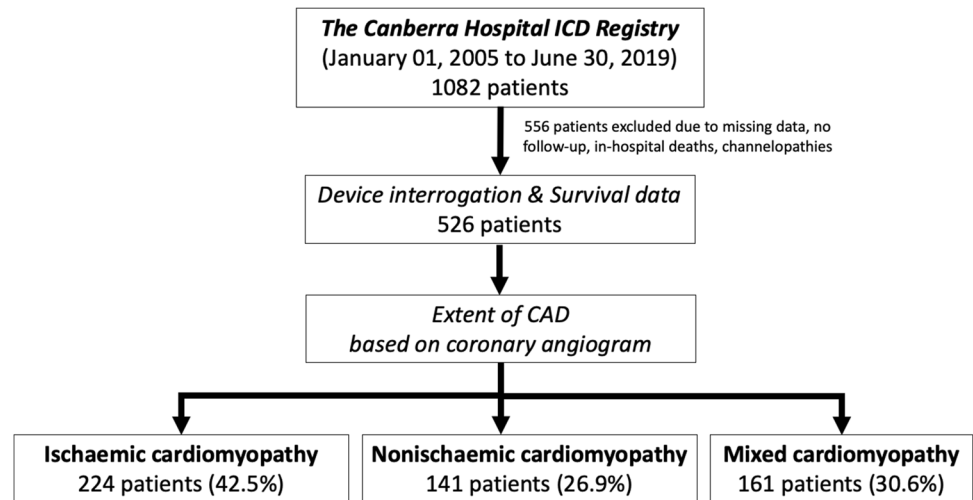 The Canberra Hospital ICD Registry
(January 01, 2005 to June 30, 2019)
1082 patients
556 patients excluded due to missing data, no
follow-up, in-hospital deaths, channelopathies
Device interrogation & Survival data
526 patients
Extent of CAD
based on coronary angiogram
Ischaemic cardiomyopathy
224 patients (42.5%)
Nonischaemic cardiomyopathy
141 patients (26.9%)
Mixed cardiomyopathy
161 patients (30.6%)